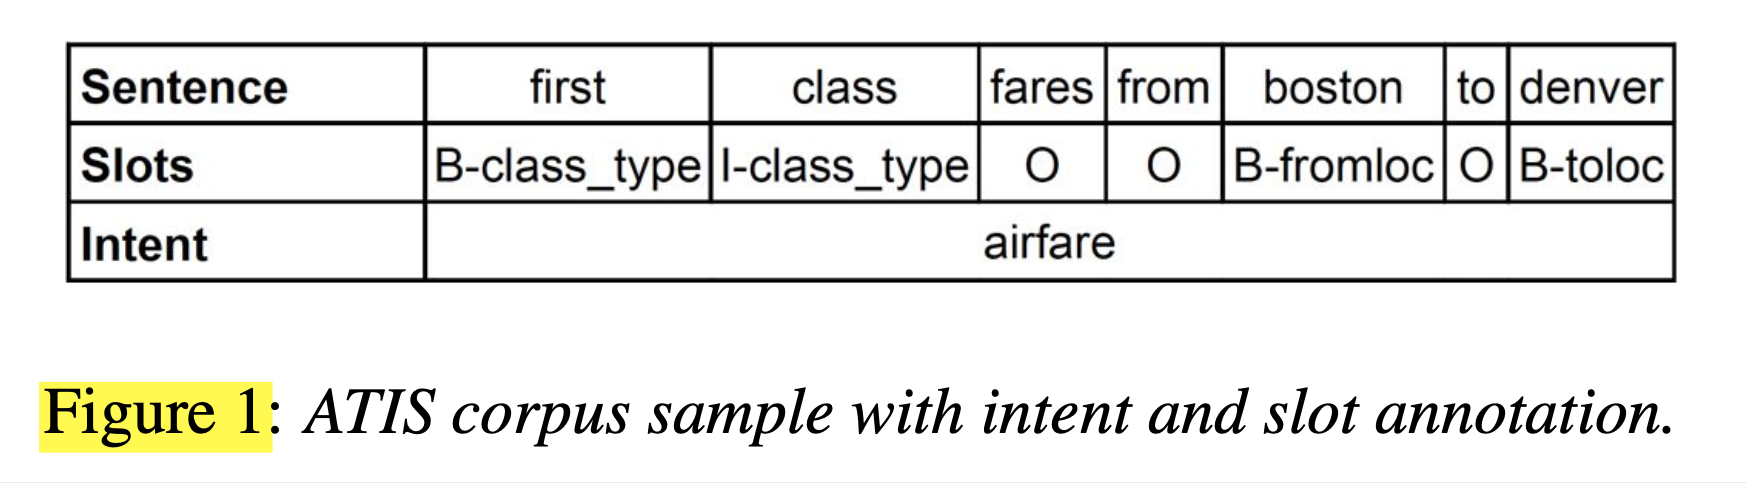 Sentence first class fares from boston to denver
Slots B-class_type I-class_type O O B-fromloc O B-toloc
Intent airfare
Figure 1: ATIS corpus sample with intent and slot annotation.